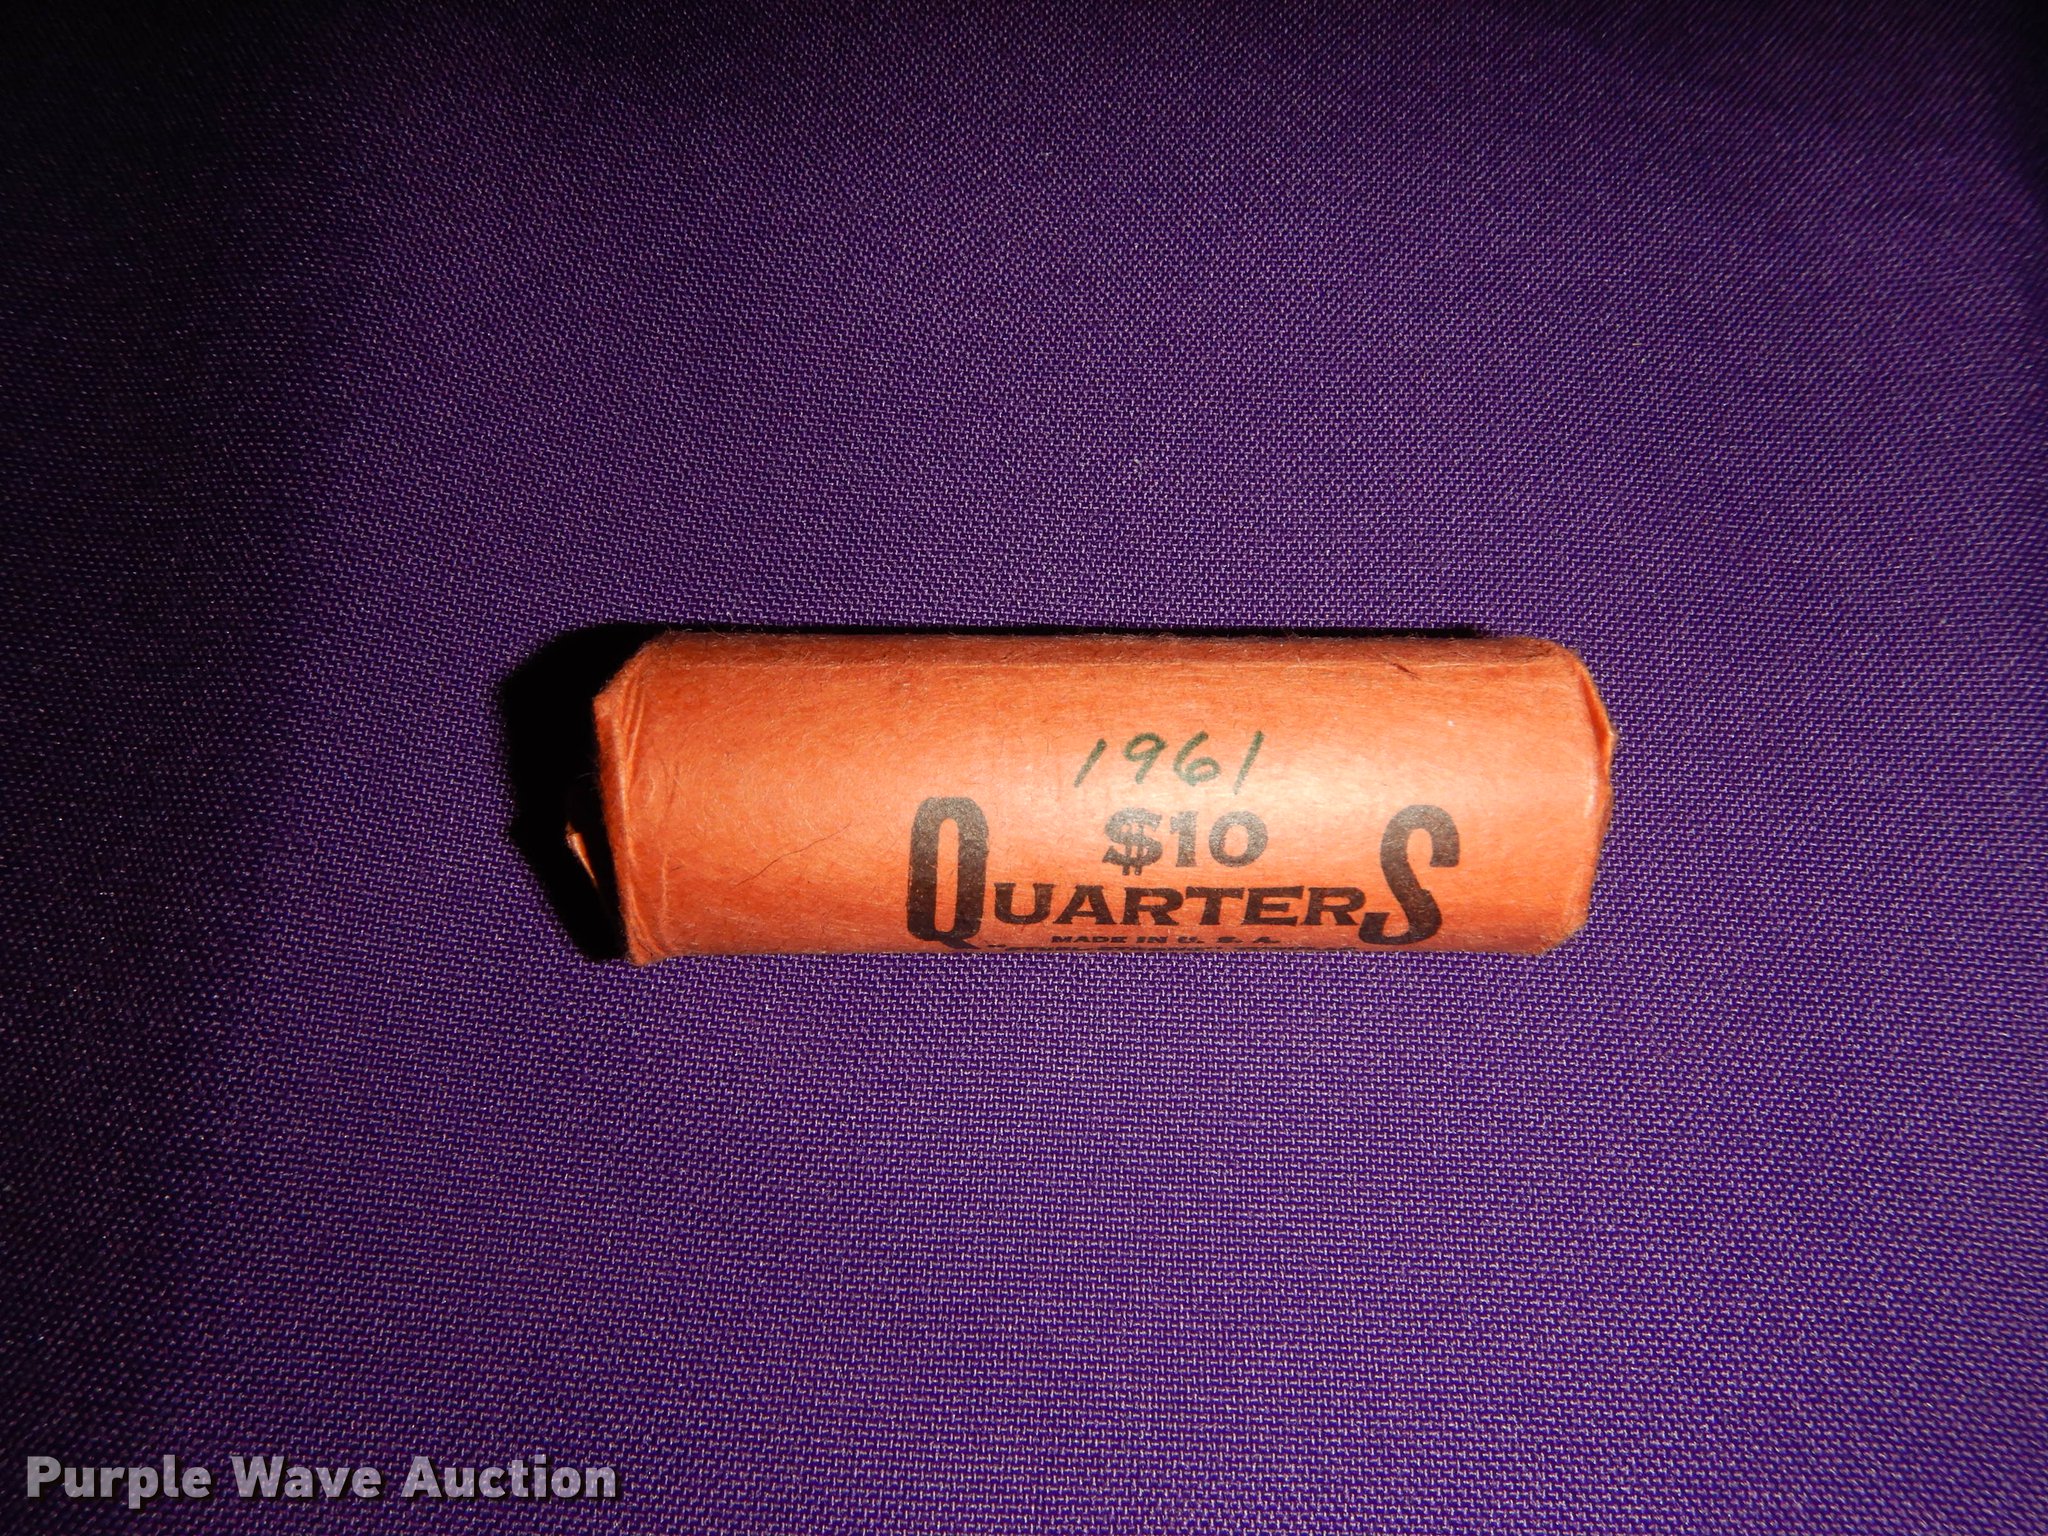 1961
$10
QUARTERS
MADE IN U. S. A.
Purple Wave Auction